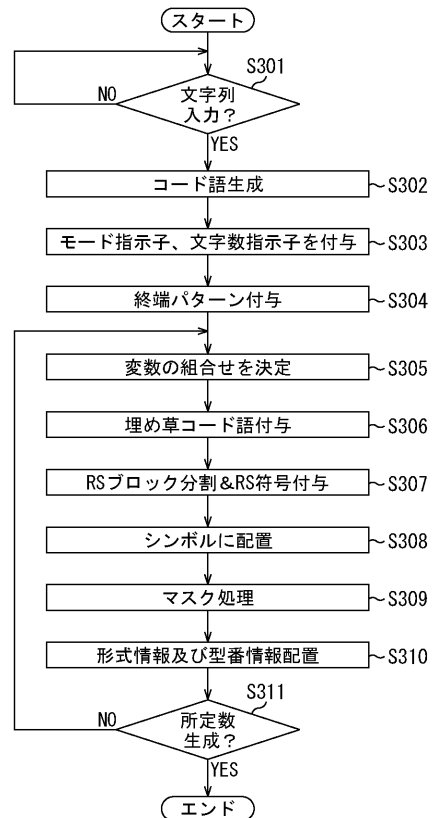 スタート
S301
NO
文字列
入力?
YES
コード語生成
S302
モード指示子、文字数指示子を付与
S303
終端パターン付与
S304
変数の組合せを決定
S305
埋め草コード語付与
S306
RSブロック分割&RS符号付与
S307
シンボルに配置
S308
マスク処理
S309
形式情報及び型番情報配置
S310
S311
NO
所定数
生成?
YES
エンド